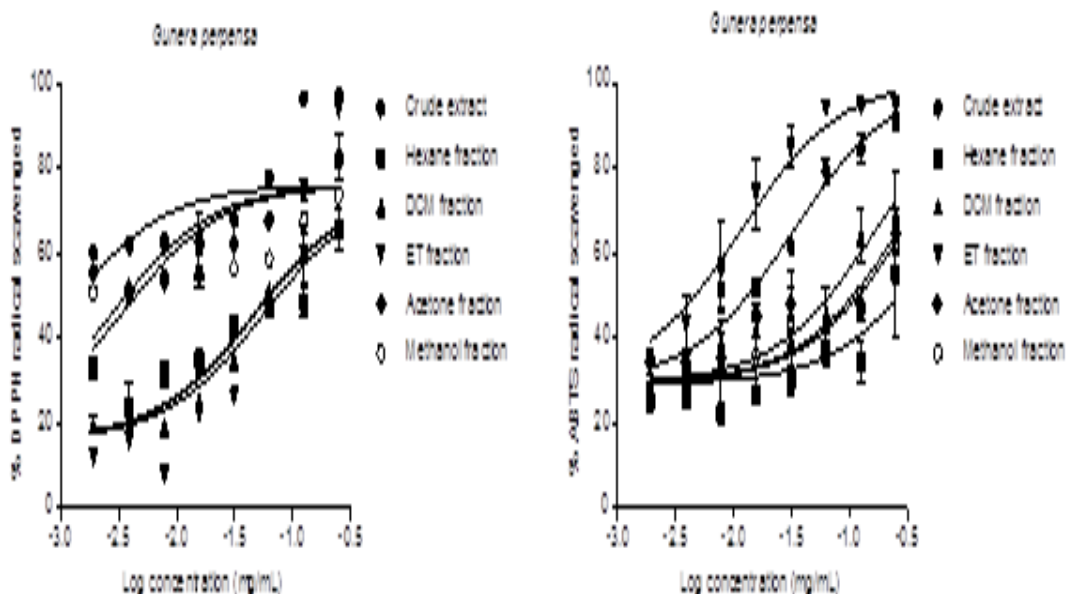 Gunera perpensa
% DPPH radical scavenged
100
80
60
40
20
0
-3.0 -2.5 -2.0 -1.5 -1.0 -0.5
Log concentration (mg/mL)
Crude extract
Hexane fraction
DCM fraction
ET fraction
Acetone fraction
Methanol fraction
Gunera perpensa
% ABTS radical scavenged
100
80
60
40
20
0
-3.0 -2.5 -2.0 -1.5 -1.0 -0.5
Log concentration (mg/mL)
Crude extract
Hexane fraction
DCM fraction
ET fraction
Acetone fraction
Methanol fraction